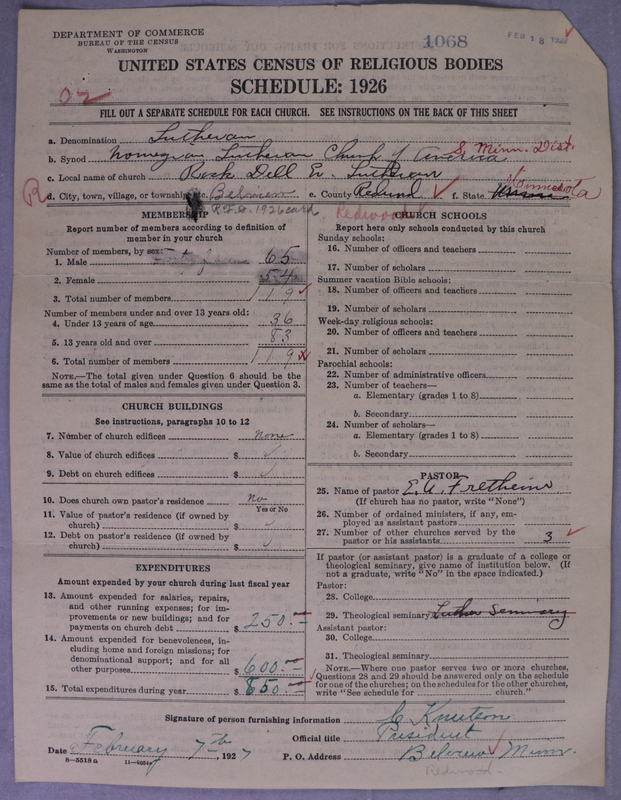 DEPARTMENT OF COMMERCE
BUREAU OF THE CENSUS
WASHINGTON
1068
FEB 18 192
UNITED STATES CENSUS OF RELIGIOUS BODIES
SCHEDULE: 1926
02
FILL OUT A SEPARATE SCHEDULE FOR EACH CHURCH. SEE INSTRUCTIONS ON THE BACK OF THIS SHEET
a. Denomination Lutheran
b. Synod Norwegian Lutheran Church of America S. Minn. Dist.
c. Local name of church Rock Dell Ev. Lutheran
R d. City, town, village, or township, etc. Belview e. County Redwood f. State Minnesota
1926 card Redwood
MEMBERSHIP
Report number of members according to definition of
member in your church
Number of members, by sex:
1. Male 65
2. Female 54
3. Total number of members 119
Number of members under and over 13 years old:
4. Under 13 years of age 36
5. 13 years old and over 83
6. Total number of members 119
NOTE.—The total given under Question 6 should be the
same as the total of males and females given under Question 3.
CHURCH BUILDINGS
See instructions, paragraphs 10 to 12
7. Number of church edifices none
8. Value of church edifices $
9. Debt on church edifices $
10. Does church own pastor's residence No
Yes or No
11. Value of pastor's residence (if owned by
church) $
12. Debt on pastor's residence (if owned by
church) $
EXPENDITURES
Amount expended by your church during last fiscal year
13. Amount expended for salaries, repairs,
and other running expenses; for im-
provements or new buildings; and for
payments on church debt $ 250.—
14. Amount expended for benevolences, in-
cluding home and foreign missions; for
denominational support; and for all
other purposes $ 600.—
15. Total expenditures during year $ 850.—
CHURCH SCHOOLS
Report here only schools conducted by this church
Sunday schools:
16. Number of officers and teachers
17. Number of scholars
Summer vacation Bible schools:
18. Number of officers and teachers
19. Number of scholars
Week-day religious schools:
20. Number of officers and teachers
21. Number of scholars
Parochial schools:
22. Number of administrative officers
23. Number of teachers—
a. Elementary (grades 1 to 8)
b. Secondary
24. Number of scholars—
a. Elementary (grades 1 to 8)
b. Secondary
PASTOR
25. Name of pastor E. A. Fretheim
(If church has no pastor, write "None")
26. Number of ordained ministers, if any, em-
ployed as assistant pastors
27. Number of other churches served by the
pastor or his assistants 3
If pastor (or assistant pastor) is a graduate of a college or
theological seminary, give name of institution below. (If
not a graduate, write "No" in the space indicated.)
Pastor:
28. College
29. Theological seminary Luther Seminary
Assistant pastor:
30. College
31. Theological seminary
NOTE.—Where one pastor serves two or more churches,
Questions 28 and 29 should be answered only on the schedule
for one of the churches; on the schedules for the other churches,
write "See schedule for church."
Signature of person furnishing information C Knutson
Official title President
Date February 7th, 1927 P. O. Address Belview Minn.
Redwood
8-5518a 11-9054